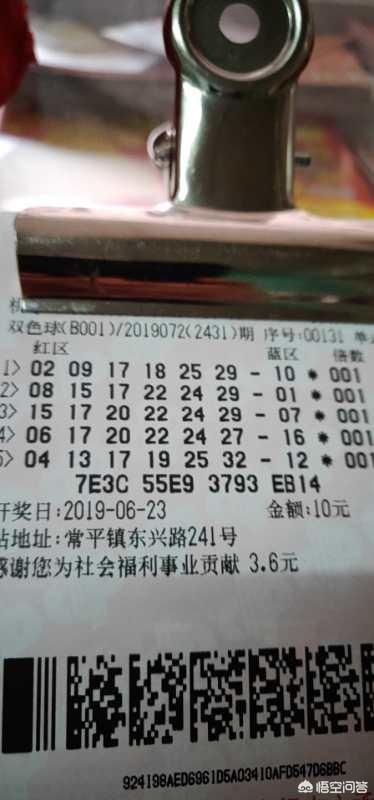 双色球(B001)/2019072(2431)期 序号:00131 单
红区 蓝区 倍数
1> 02 09 17 18 25 29 - 10 * 001
2> 08 15 17 22 24 29 - 01 * 001
3> 15 17 20 22 24 29 - 07 * 001
4> 06 17 20 22 24 27 - 16 * 001
5> 04 13 17 19 25 32 - 12 * 001
7E3C 55E9 3793 EB14
开奖日:2019-06-23 金额:10元
站地址:常平镇东兴路241号
感谢您为社会福利事业贡献 3.6元
924198AED6961D5A03410AFD547D6BBC
悟空问答